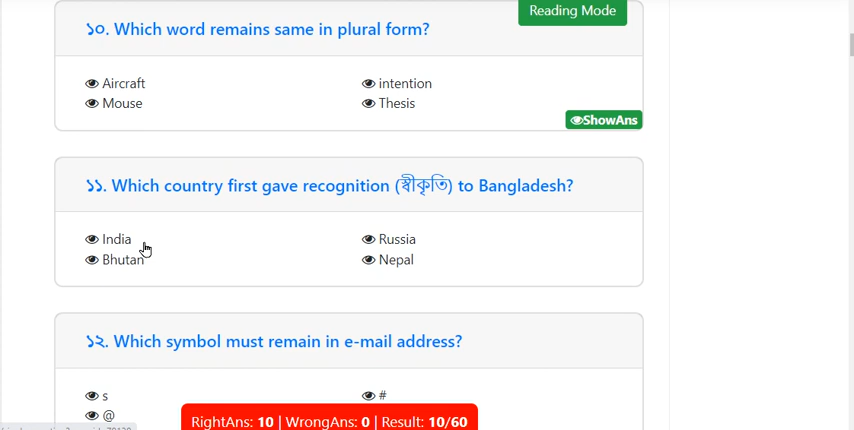 Reading Mode
১০. Which word remains same in plural form?
Aircraft intention
Mouse Thesis
ShowAns
১১. Which country first gave recognition (স্বীকৃতি) to Bangladesh?
India Russia
Bhutan Nepal
১২. Which symbol must remain in e-mail address?
s #
@
RightAns: 10 | WrongAns: 0 | Result: 10/60